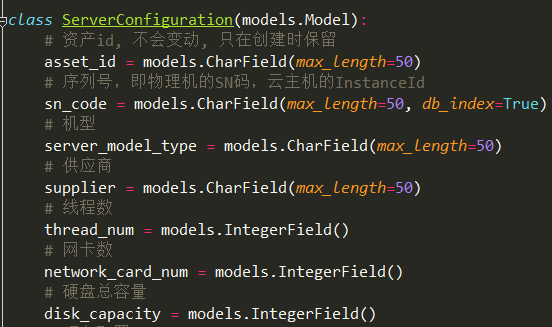 class ServerConfiguration(models.Model):
# 资产id, 不会变动, 只在创建时保留
asset_id = models.CharField(max_length=50)
# 序列号, 即物理机的SN码, 云主机的InstanceId
sn_code = models.CharField(max_length=50, db_index=True)
# 机型
server_model_type = models.CharField(max_length=50)
# 供应商
supplier = models.CharField(max_length=50)
# 线程数
thread_num = models.IntegerField()
# 网卡数
network_card_num = models.IntegerField()
# 硬盘总容量
disk_capacity = models.IntegerField()